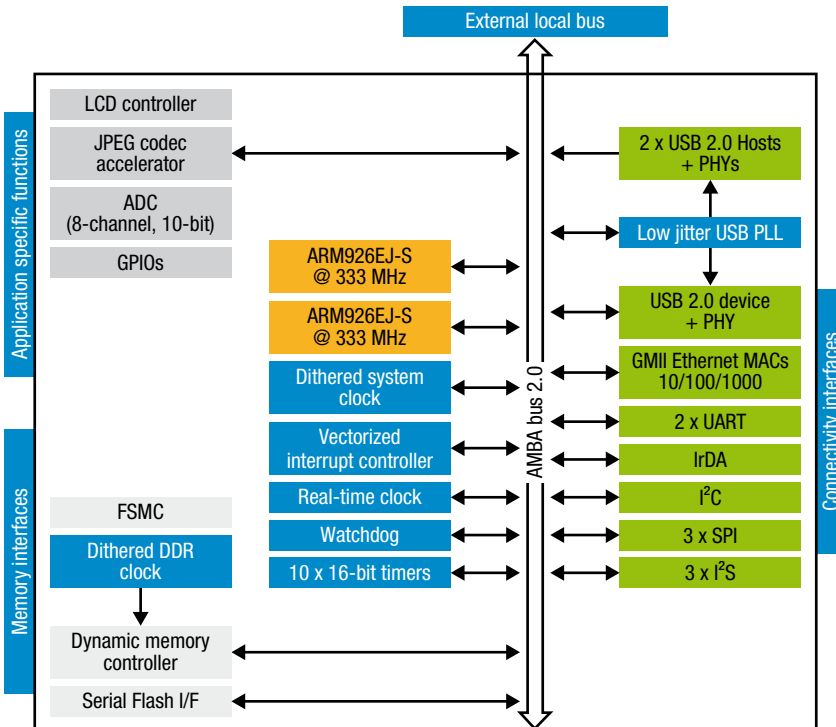 External local bus
Application specific functions
LCD controller
JPEG codec
accelerator
ADC
(8-channel, 10-bit)
GPIOs
ARM926EJ-S
@ 333 MHz
ARM926EJ-S
@ 333 MHz
Dithered system
clock
Vectorized
interrupt controller
Real-time clock
Watchdog
10 x 16-bit timers
Memory interfaces
FSMC
Dithered DDR
clock
Dynamic memory
controller
Serial Flash I/F
AMBA bus 2.0
2 x USB 2.0 Hosts
+ PHYs
Low jitter USB PLL
USB 2.0 device
+ PHY
GMII Ethernet MACs
10/100/1000
2 x UART
IrDA
I²C
3 x SPI
3 x I²S
Connectivity interfaces